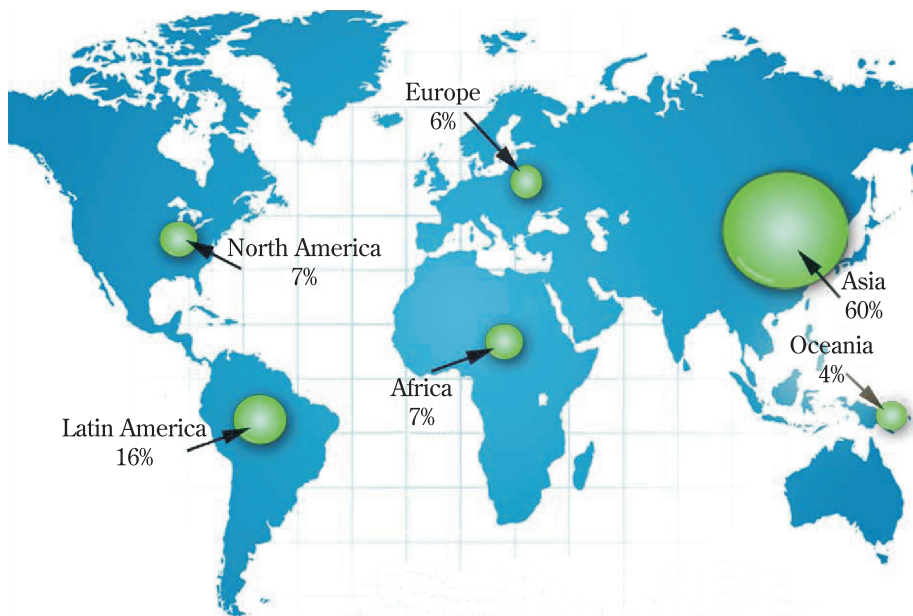 Europe
6%
North America
7%
Asia
60%
Oceania
4%
Africa
7%
Latin America
16%